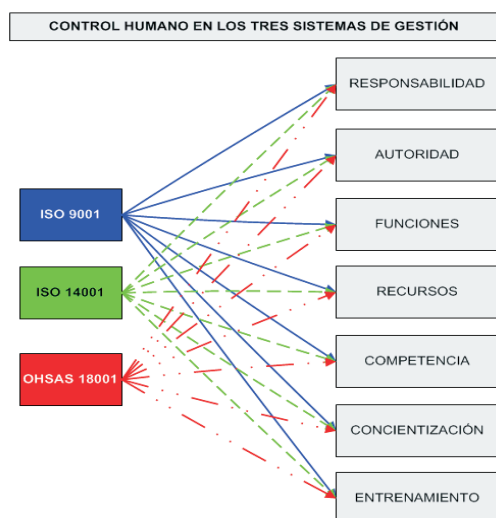 CONTROL HUMANO EN LOS TRES SISTEMAS DE GESTIÓN
RESPONSABILIDAD
AUTORIDAD
ISO 9001
FUNCIONES
ISO 14001
RECURSOS
OHSAS 18001
COMPETENCIA
CONCIENTIZACIÓN
ENTRENAMIENTO